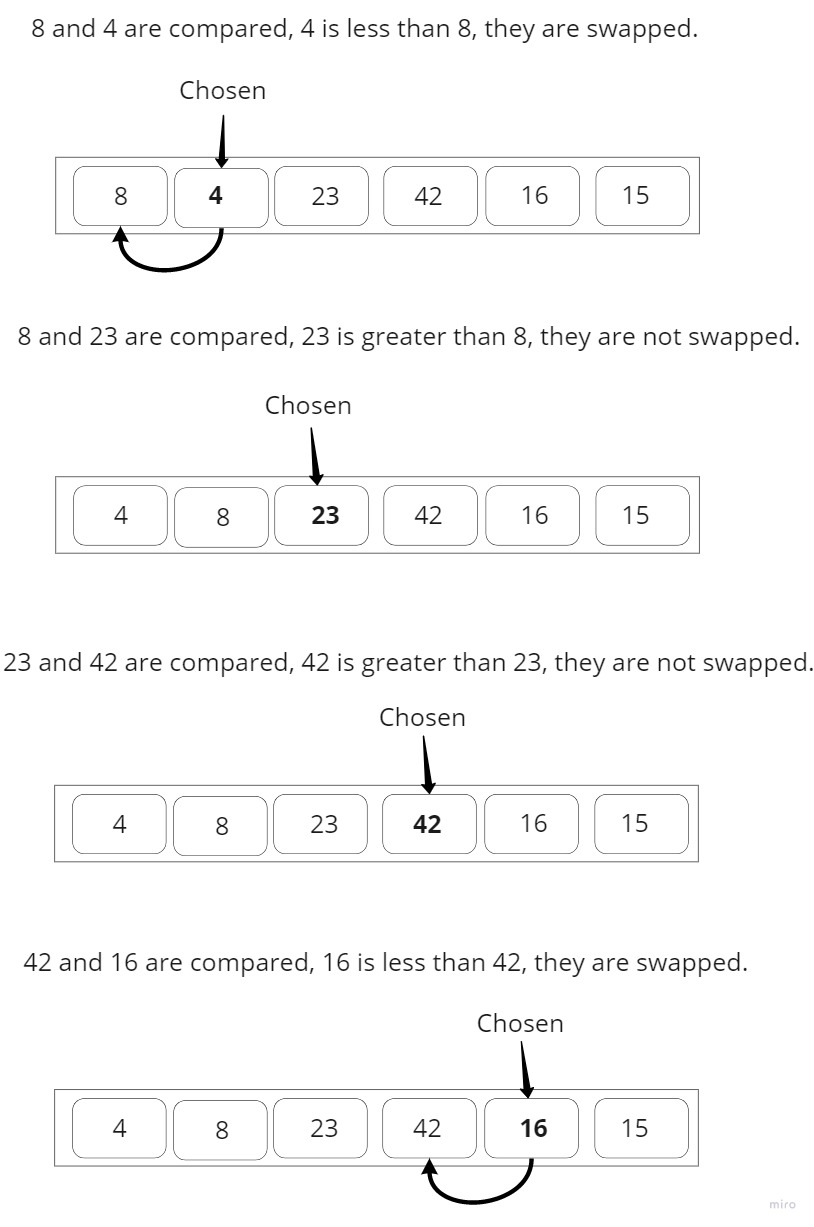 8 and 4 are compared, 4 is less than 8, they are swapped.
Chosen
8 4 23 42 16 15
8 and 23 are compared, 23 is greater than 8, they are not swapped.
Chosen
4 8 23 42 16 15
23 and 42 are compared, 42 is greater than 23, they are not swapped.
Chosen
4 8 23 42 16 15
42 and 16 are compared, 16 is less than 42, they are swapped.
Chosen
4 8 23 42 16 15
miro